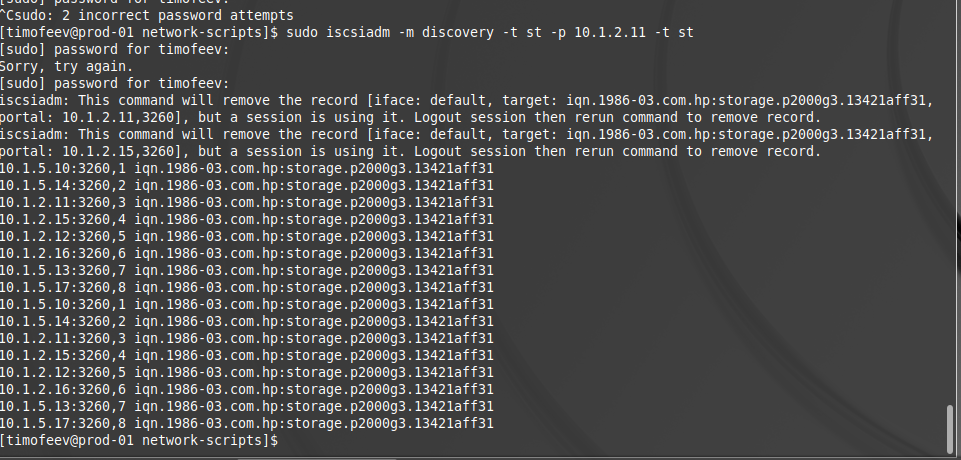 [sudo] password for timofeev:
^Csudo: 2 incorrect password attempts
[timofeev@prod-01 network-scripts]$ sudo iscsiadm -m discovery -t st -p 10.1.2.11 -t st
[sudo] password for timofeev:
Sorry, try again.
[sudo] password for timofeev:
iscsiadm: This command will remove the record [iface: default, target: iqn.1986-03.com.hp:storage.p2000g3.13421aff31,
portal: 10.1.2.11,3260], but a session is using it. Logout session then rerun command to remove record.
iscsiadm: This command will remove the record [iface: default, target: iqn.1986-03.com.hp:storage.p2000g3.13421aff31,
portal: 10.1.2.15,3260], but a session is using it. Logout session then rerun command to remove record.
10.1.5.10:3260,1 iqn.1986-03.com.hp:storage.p2000g3.13421aff31
10.1.5.14:3260,2 iqn.1986-03.com.hp:storage.p2000g3.13421aff31
10.1.2.11:3260,3 iqn.1986-03.com.hp:storage.p2000g3.13421aff31
10.1.2.15:3260,4 iqn.1986-03.com.hp:storage.p2000g3.13421aff31
10.1.2.12:3260,5 iqn.1986-03.com.hp:storage.p2000g3.13421aff31
10.1.2.16:3260,6 iqn.1986-03.com.hp:storage.p2000g3.13421aff31
10.1.5.13:3260,7 iqn.1986-03.com.hp:storage.p2000g3.13421aff31
10.1.5.17:3260,8 iqn.1986-03.com.hp:storage.p2000g3.13421aff31
10.1.5.10:3260,1 iqn.1986-03.com.hp:storage.p2000g3.13421aff31
10.1.5.14:3260,2 iqn.1986-03.com.hp:storage.p2000g3.13421aff31
10.1.2.11:3260,3 iqn.1986-03.com.hp:storage.p2000g3.13421aff31
10.1.2.15:3260,4 iqn.1986-03.com.hp:storage.p2000g3.13421aff31
10.1.2.12:3260,5 iqn.1986-03.com.hp:storage.p2000g3.13421aff31
10.1.2.16:3260,6 iqn.1986-03.com.hp:storage.p2000g3.13421aff31
10.1.5.13:3260,7 iqn.1986-03.com.hp:storage.p2000g3.13421aff31
10.1.5.17:3260,8 iqn.1986-03.com.hp:storage.p2000g3.13421aff31
[timofeev@prod-01 network-scripts]$